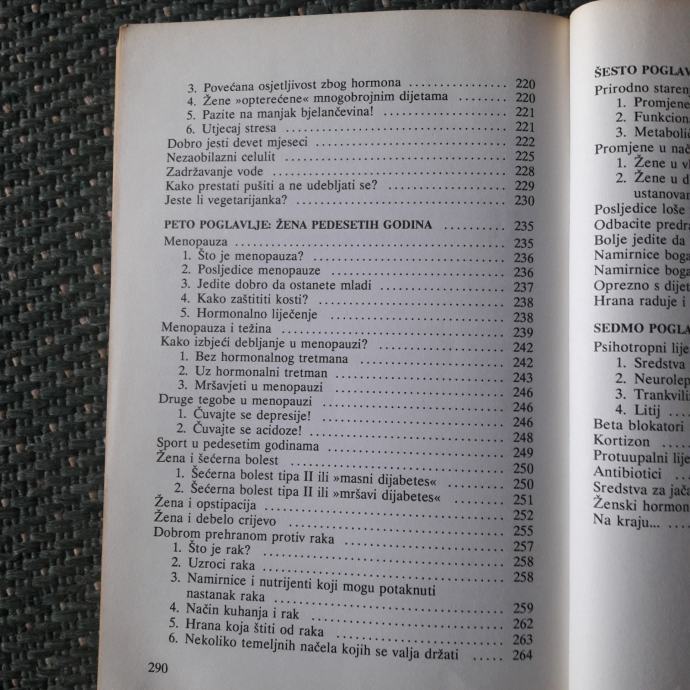 3. Povećana osjetljivost zbog hormona ................ 220
4. Žene »opterećene« mnogobrojnim dijetama ........ 220
5. Pazite na manjak bjelančevina! .................... 221
6. Utjecaj stresa .................................. 221
Dobro jesti devet mjeseci ............................ 222
Nezaobilazni celulit ................................. 225
Zadržavanje vode ................................... 228
Kako prestati pušiti a ne udebljati se? ................ 229
Jeste li vegetarijanka? ............................... 230
PETO POGLAVLJE: ŽENA PEDESETIH GODINA ........... 235
Menopauza ......................................... 235
1. Što je menopauza? ............................... 236
2. Posljedice menopauze ............................ 236
3. Jedite dobro da ostanete mladi .................... 237
4. Kako zaštititi kosti? .............................. 238
5. Hormonalno liječenje ............................ 238
Menopauza i težina .................................. 239
Kako izbjeći debljanje u menopauzi? .................. 242
1. Bez hormonalnog tretmana ........................ 242
2. Uz hormonalni tretman .......................... 243
3. Mršavjeti u menopauzi .......................... 246
Druge tegobe u menopauzi ........................... 246
1. Čuvajte se depresije! ............................. 246
2. Čuvajte se acidoze! .............................. 248
Sport u pedesetim godinama .......................... 249
Žena i šećerna bolest ................................ 250
1. Šećerna bolest tipa II ili »masni dijabetes« ......... 250
2. Šećerna bolest tipa II ili »mršavi dijabetes« ........ 251
Žena i opstipacija ................................... 252
Žena i debelo crijevo ................................ 255
Dobrom prehranom protiv raka ....................... 257
1. Što je rak? ...................................... 258
2. Uzroci raka ..................................... 258
3. Namirnice i nutrijenti koji mogu potaknuti
nastanak raka ................................... 259
4. Način kuhanja i rak .............................. 262
5. Hrana koja štiti od raka .......................... 263
6. Nekoliko temeljnih načela kojih se valja držati ..... 264
290
ŠESTO POGLAV
Prirodno staren
1. Promjene
2. Funkcion
3. Metabolič
Promjene u nač
1. Žene u v
2. Žene u d
ustanovan
Posljedice loše
Odbacite predra
Bolje jedite da
Namirnice boga
Namirnice boga
Oprezno s dijet
Hrana raduje i
SEDMO POGLA
Psihotropni lije
1. Sredstva
2. Neurolep
3. Trankvili
4. Litij .
Beta blokatori
Kortizon .
Protuupalni lije
Antibiotici .
Sredstva za jača
Ženski hormon
Na kraju... .